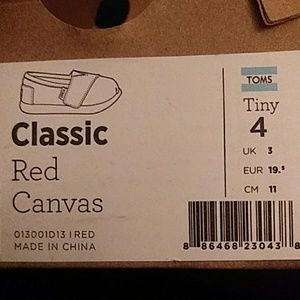 TOMS
Classic
Red
Canvas
013001D13 | RED
MADE IN CHINA
Tiny
4
UK 3
EUR 19.5
CM 11
8 86468 23043 8